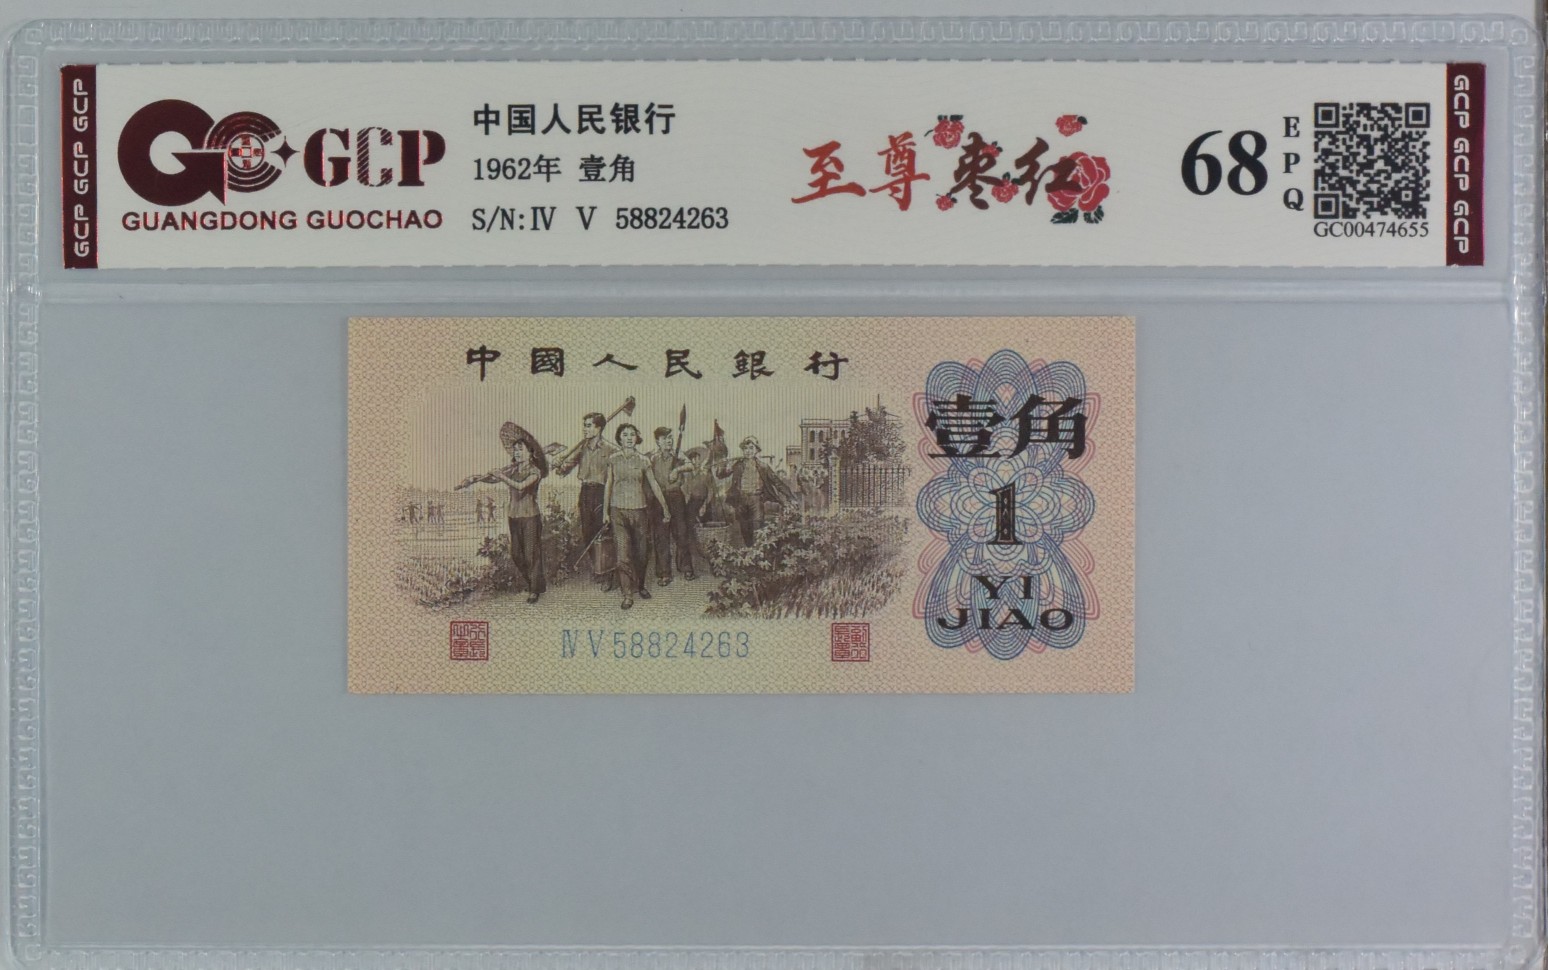 GCP GCP GCP
GCP
GUANGDONG GUOCHAO
中国人民银行
1962年 壹角
S/N:Ⅳ Ⅴ 58824263
至尊枣红
68
EPQ
GC00474655
GCP GCP GCP
中國人民銀行
壹角
1
YI
JIAO
ⅣⅤ58824263